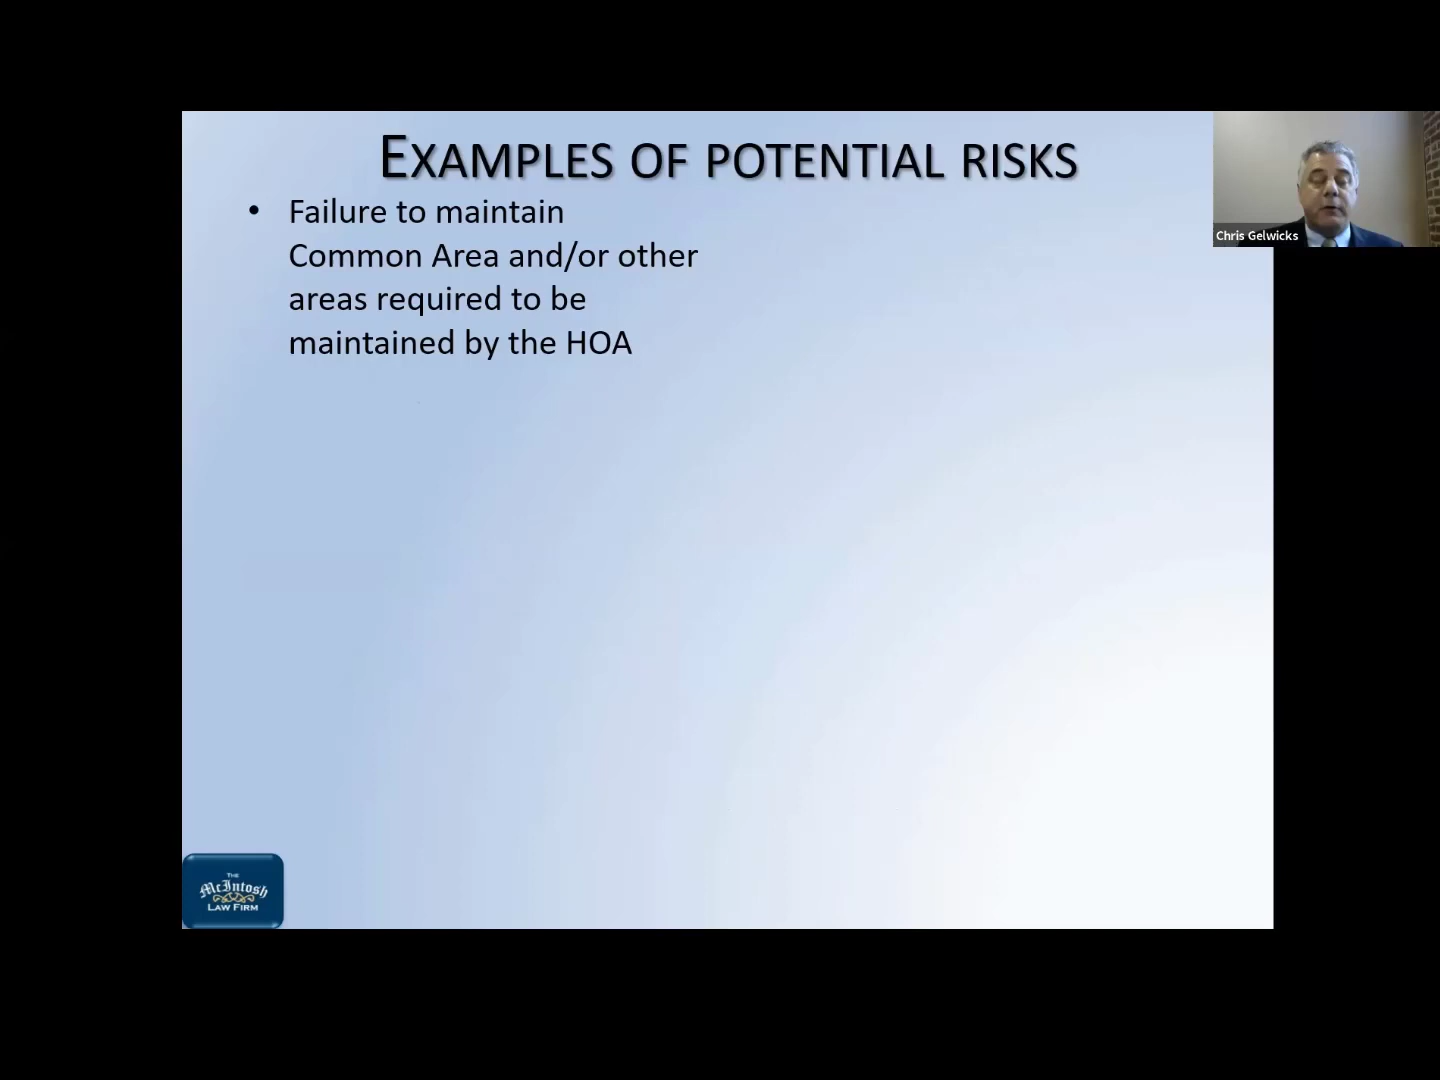 EXAMPLES OF POTENTIAL RISKS
• Failure to maintain
Common Area and/or other
areas required to be
maintained by the HOA
Chris Gelwicks
THE
McIntosh
LAW FIRM